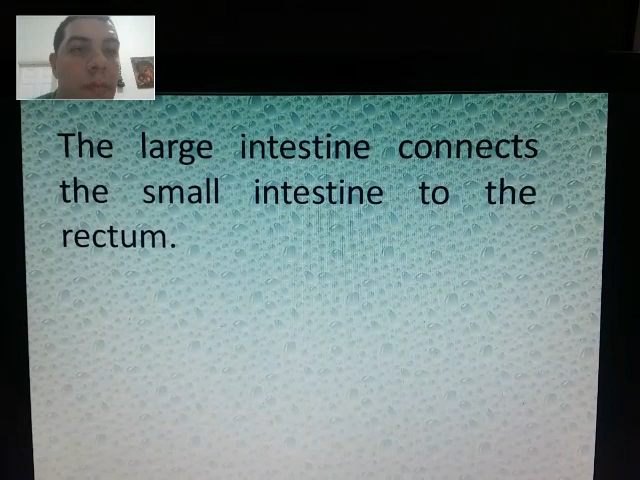 The large intestine connects
the small intestine to the
rectum.